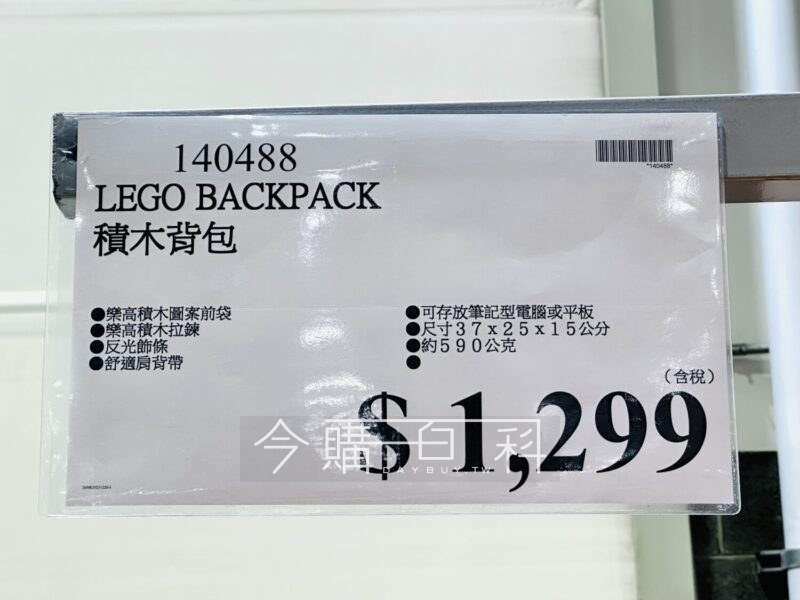 140488
*140488*
LEGO BACKPACK
積木背包
●樂高積木圖案前袋
●樂高積木拉鍊
●反光飾條
●舒適肩背帶
●可存放筆記型電腦或平板
●尺寸37x25x15公分
●約590公克
●
(含稅)
$ 1,299
今購百科
DAYBUY.TW